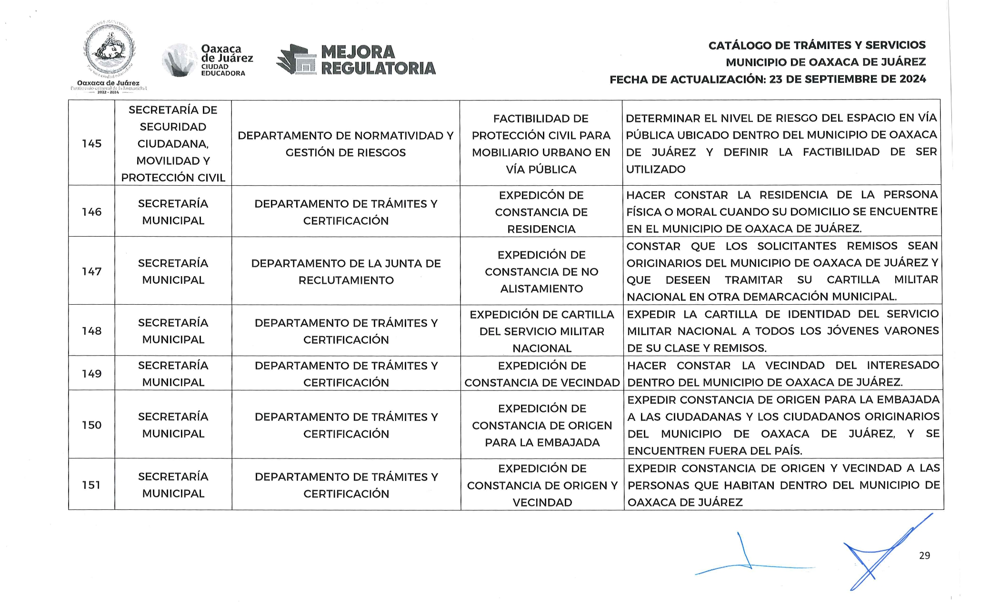 Oaxaca de Juárez
Patrimonio cultural de la humanidad
2022 - 2024
Oaxaca
de Juárez
CIUDAD
EDUCADORA
MEJORA
REGULATORIA
CATÁLOGO DE TRÁMITES Y SERVICIOS
MUNICIPIO DE OAXACA DE JUÁREZ
FECHA DE ACTUALIZACIÓN: 23 DE SEPTIEMBRE DE 2024
145
SECRETARÍA DE
SEGURIDAD
CIUDADANA,
MOVILIDAD Y
PROTECCIÓN CIVIL
DEPARTAMENTO DE NORMATIVIDAD Y
GESTIÓN DE RIESGOS
FACTIBILIDAD DE
PROTECCIÓN CIVIL PARA
MOBILIARIO URBANO EN
VÍA PÚBLICA
DETERMINAR EL NIVEL DE RIESGO DEL ESPACIO EN VÍA
PÚBLICA UBICADO DENTRO DEL MUNICIPIO DE OAXACA
DE JUÁREZ Y DEFINIR LA FACTIBILIDAD DE SER
UTILIZADO
146
SECRETARÍA
MUNICIPAL
DEPARTAMENTO DE TRÁMITES Y
CERTIFICACIÓN
EXPEDICÓN DE
CONSTANCIA DE
RESIDENCIA
HACER CONSTAR LA RESIDENCIA DE LA PERSONA
FÍSICA O MORAL CUANDO SU DOMICILIO SE ENCUENTRE
EN EL MUNICIPIO DE OAXACA DE JUÁREZ.
147
SECRETARÍA
MUNICIPAL
DEPARTAMENTO DE LA JUNTA DE
RECLUTAMIENTO
EXPEDICIÓN DE
CONSTANCIA DE NO
ALISTAMIENTO
CONSTAR QUE LOS SOLICITANTES REMISOS SEAN
ORIGINARIOS DEL MUNICIPIO DE OAXACA DE JUÁREZ Y
QUE DESEEN TRAMITAR SU CARTILLA MILITAR
NACIONAL EN OTRA DEMARCACIÓN MUNICIPAL.
148
SECRETARÍA
MUNICIPAL
DEPARTAMENTO DE TRÁMITES Y
CERTIFICACIÓN
EXPEDICIÓN DE CARTILLA
DEL SERVICIO MILITAR
NACIONAL
EXPEDIR LA CARTILLA DE IDENTIDAD DEL SERVICIO
MILITAR NACIONAL A TODOS LOS JÓVENES VARONES
DE SU CLASE Y REMISOS.
149
SECRETARÍA
MUNICIPAL
DEPARTAMENTO DE TRÁMITES Y
CERTIFICACIÓN
EXPEDICIÓN DE
CONSTANCIA DE VECINDAD
HACER CONSTAR LA VECINDAD DEL INTERESADO
DENTRO DEL MUNICIPIO DE OAXACA DE JUÁREZ.
150
SECRETARÍA
MUNICIPAL
DEPARTAMENTO DE TRÁMITES Y
CERTIFICACIÓN
EXPEDICIÓN DE
CONSTANCIA DE ORIGEN
PARA LA EMBAJADA
EXPEDIR CONSTANCIA DE ORIGEN PARA LA EMBAJADA
A LAS CIUDADANAS Y LOS CIUDADANOS ORIGINARIOS
DEL MUNICIPIO DE OAXACA DE JUÁREZ, Y SE
ENCUENTREN FUERA DEL PAÍS.
151
SECRETARÍA
MUNICIPAL
DEPARTAMENTO DE TRÁMITES Y
CERTIFICACIÓN
EXPEDICIÓN DE
CONSTANCIA DE ORIGEN Y
VECINDAD
EXPEDIR CONSTANCIA DE ORIGEN Y VECINDAD A LAS
PERSONAS QUE HABITAN DENTRO DEL MUNICIPIO DE
OAXACA DE JUÁREZ
29